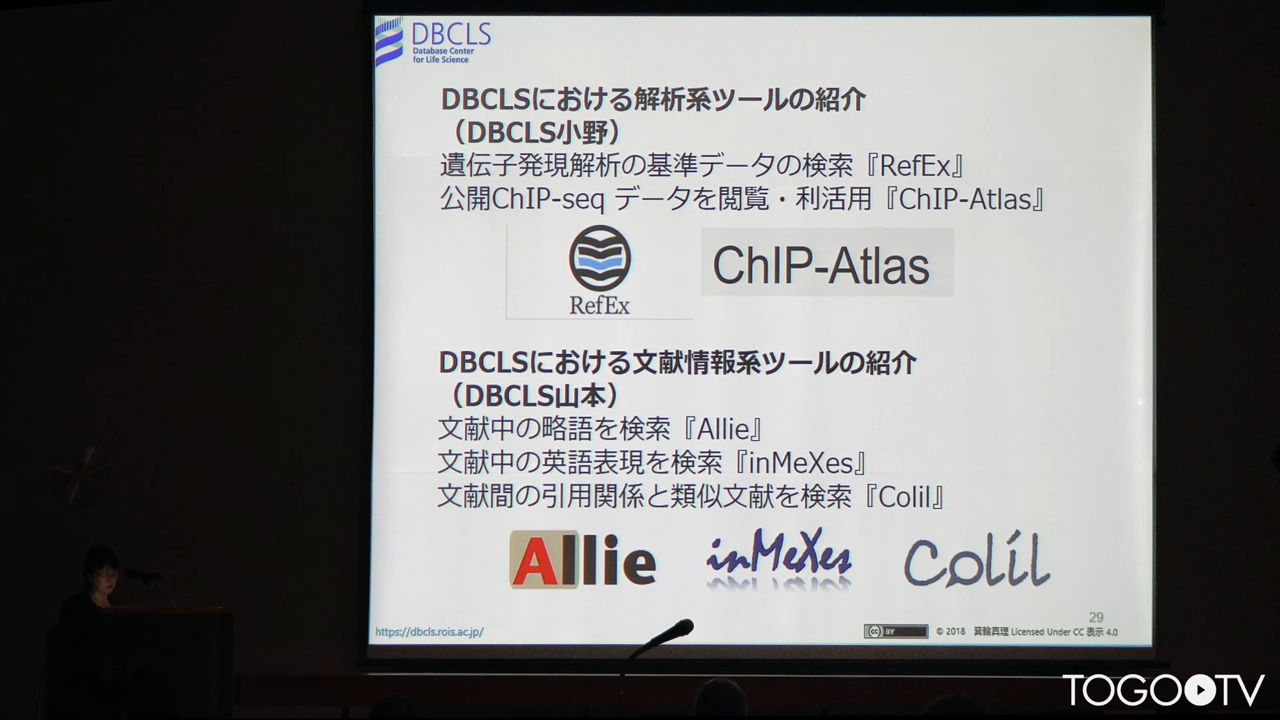 DBCLS
Database Center
for Life Science
DBCLSにおける解析系ツールの紹介
（DBCLS小野）
遺伝子発現解析の基準データの検索『RefEx』
公開ChIP-seq データを閲覧・利活用『ChIP-Atlas』
RefEx
ChIP-Atlas
DBCLSにおける文献情報系ツールの紹介
（DBCLS山本）
文献中の略語を検索『Allie』
文献中の英語表現を検索『inMeXes』
文献間の引用関係と類似文献を検索『Colil』
Allie
inMeXes
Colil
29
https://dbcls.rois.ac.jp/
cc BY
© 2018 箕輪真理 Licensed Under CC 表示 4.0
TOGO TV